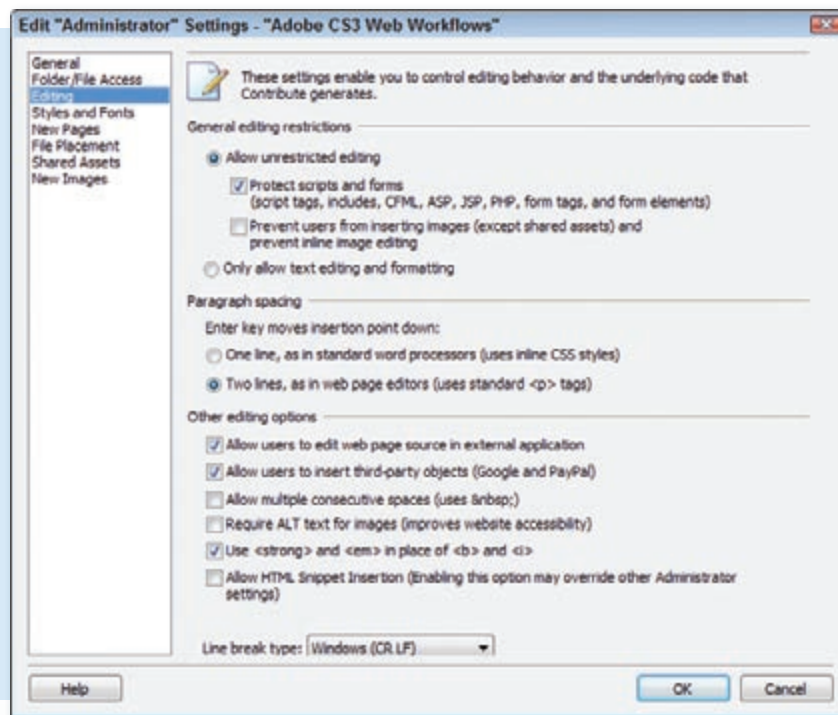 Edit "Administrator" Settings - "Adobe CS3 Web Workflows"
General
Folder/File Access
Editing
Styles and Fonts
New Pages
File Placement
Shared Assets
New Images
These settings enable you to control editing behavior and the underlying code that
Contribute generates.
General editing restrictions
Allow unrestricted editing
Protect scripts and forms
(script tags, includes, CFML, ASP, JSP, PHP, form tags, and form elements)
Prevent users from inserting images (except shared assets) and
prevent inline image editing
Only allow text editing and formatting
Paragraph spacing
Enter key moves insertion point down:
One line, as in standard word processors (uses inline CSS styles)
Two lines, as in web page editors (uses standard <p> tags)
Other editing options
Allow users to edit web page source in external application
Allow users to insert third-party objects (Google and PayPal)
Allow multiple consecutive spaces (uses &nbsp;)
Require ALT text for images (improves website accessibility)
Use <strong> and <em> in place of <b> and <i>
Allow HTML Snippet Insertion (Enabling this option may override other Administrator
settings)
Line break type: Windows (CR LF)
Help
OK
Cancel